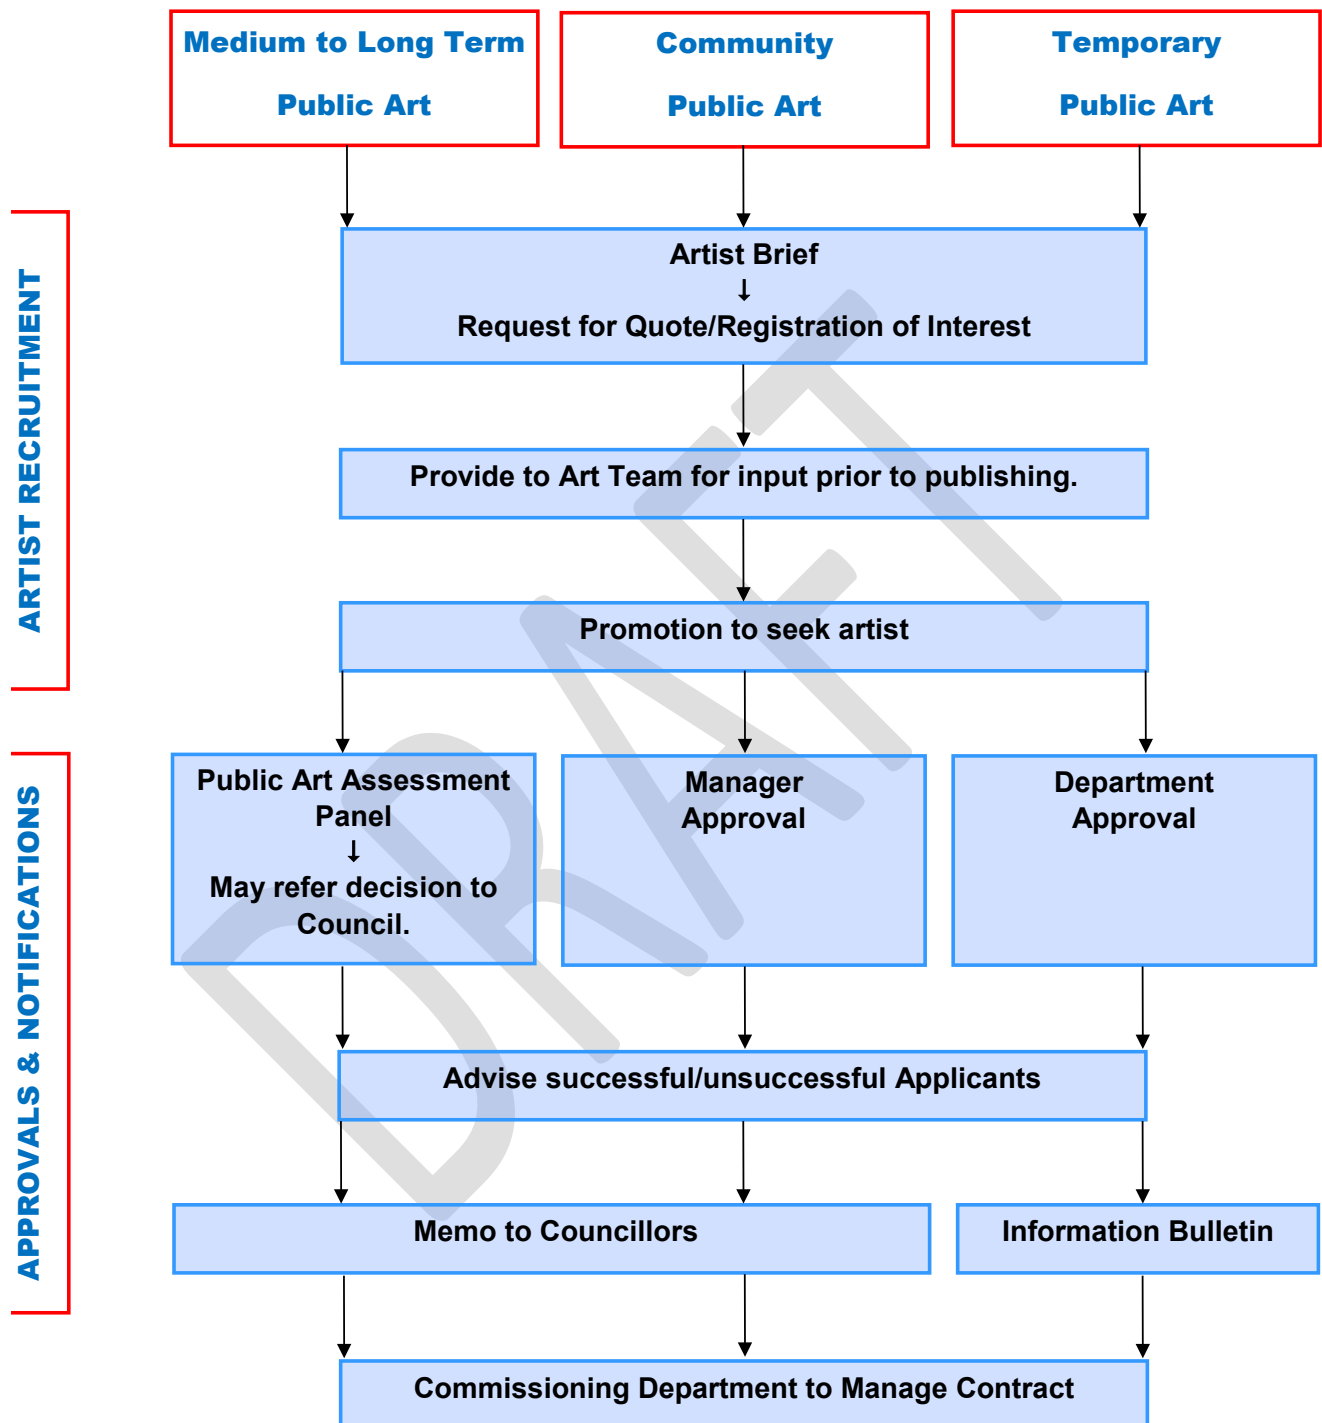 Medium to Long Term
Public Art
Community
Public Art
Temporary
Public Art
ARTIST RECRUITMENT
Artist Brief
↓
Request for Quote/Registration of Interest
Provide to Art Team for input prior to publishing.
Promotion to seek artist
APPROVALS & NOTIFICATIONS
Public Art Assessment
Panel
↓
May refer decision to
Council.
Manager
Approval
Department
Approval
Advise successful/unsuccessful Applicants
Memo to Councillors
Information Bulletin
Commissioning Department to Manage Contract
DRAFT